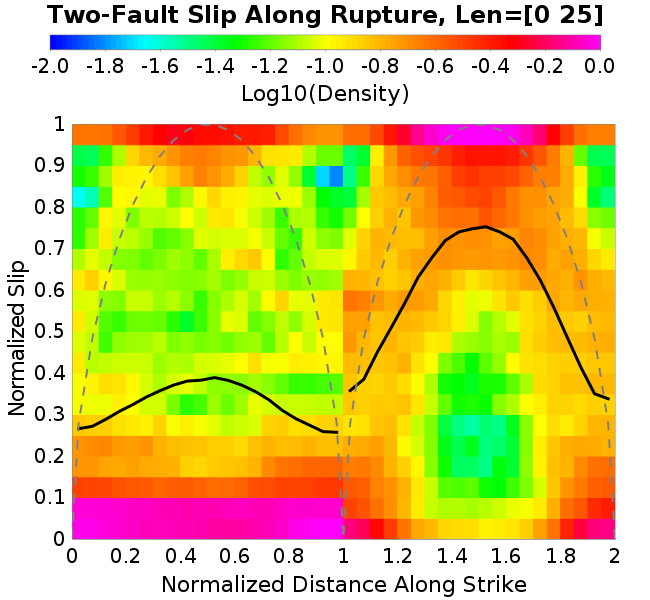 Two-Fault Slip Along Rupture, Len=[0 25]
-2.0 -1.8 -1.6 -1.4 -1.2 -1.0 -0.8 -0.6 -0.4 -0.2 0.0
Log10(Density)
1
0.9
0.8
0.7
0.6
0.5
0.4
0.3
0.2
0.1
0
Normalized Slip
0 0.2 0.4 0.6 0.8 1 1.2 1.4 1.6 1.8 2
Normalized Distance Along Strike